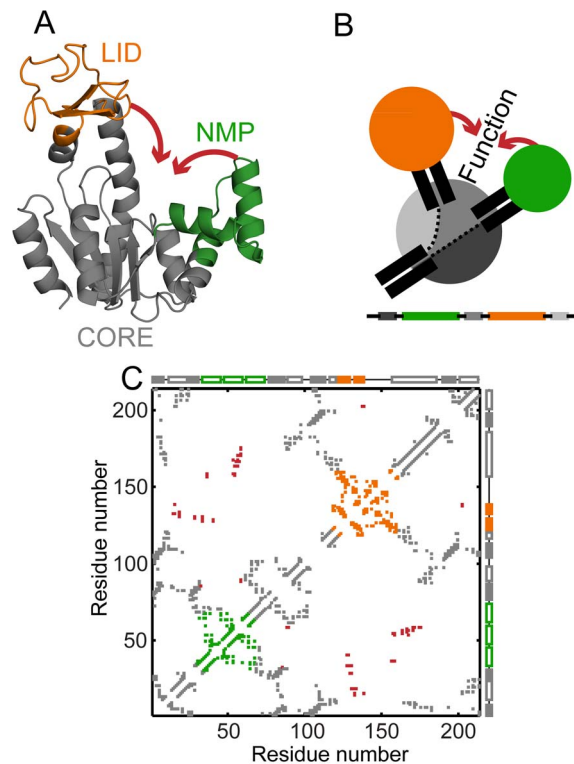 A
LID
NMP
CORE
B
Function
C
200
150
100
50
Residue number
50
100
150
200
Residue number